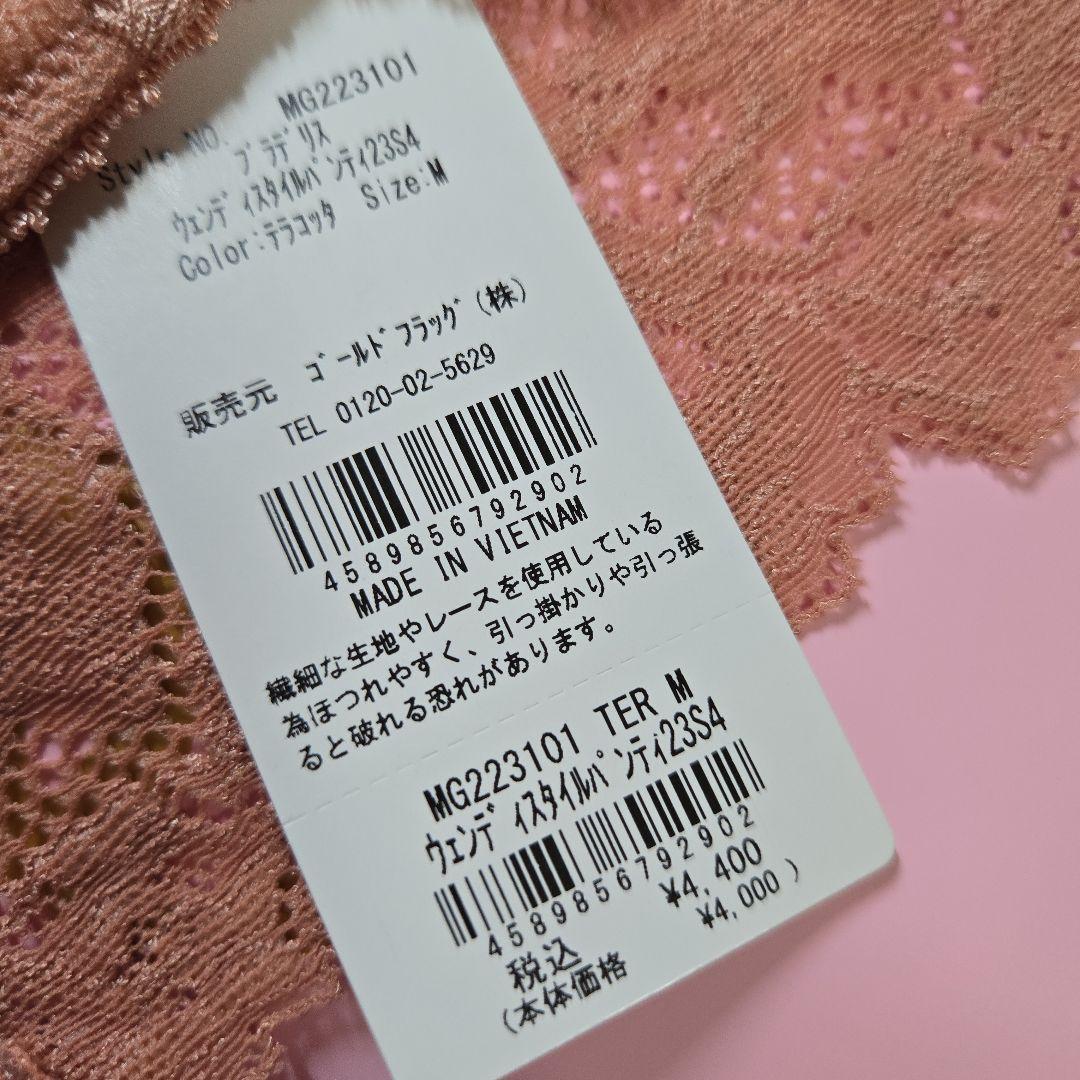 Style NO. MG223101
ﾌﾞﾗﾃﾞﾘｽ
ｳｪﾝﾃﾞｨｽﾀｲﾙﾊﾟﾝﾃｨ23S4
Color:ﾃﾗｺｯﾀ Size:M
販売元 ｺﾞｰﾙﾄﾞﾌﾗｯｸﾞ(株)
TEL 0120-02-5629
4589856792902
MADE IN VIETNAM
繊細な生地やレースを使用している
為ほつれやすく、引っ掛かりや引っ張
ると破れる恐れがあります。
MG223101 TER M
ｳｪﾝﾃﾞｨｽﾀｲﾙﾊﾟﾝﾃｨ23S4
4589856792902
税込 ¥4,400
(本体価格 ¥4,000 )